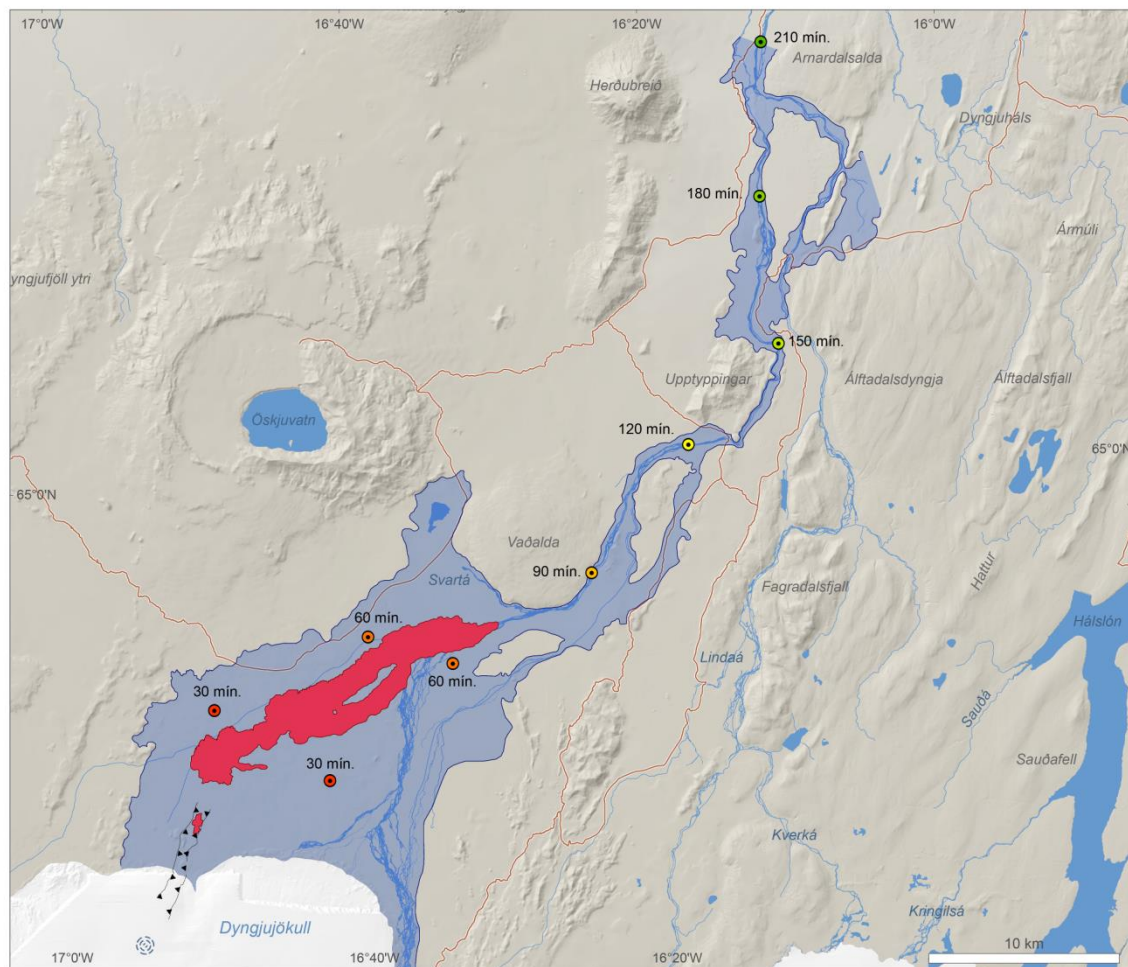 17°0'W
16°40'W
16°20'W
16°0'W
210 mín.
Arnardalsalda
Herðubreið
Dyngjuháls
180 mín.
Ármúli
yngjufjöll ytri
150 mín.
Upptyppingar
Álftadalsdyngja
Álftadalsfjall
Öskjuvatn
120 mín.
65°0'N
65°0'N
Vaðalda
90 mín.
Svartá
Fagradalsfjall
Hattur
60 mín.
Hálslón
60 mín.
Lindaá
30 mín.
Sauðá
30 mín.
Sauðafell
Kverká
Kringilsá
Dyngjujökull
10 km
17°0'W
16°40'W
16°20'W
16°0'W